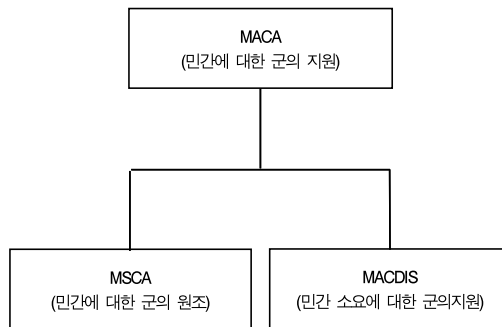 MACA
(민간에 대한 군의 지원)
MSCA
(민간에 대한 군의 원조)
MACDIS
(민간 소요에 대한 군의지원)